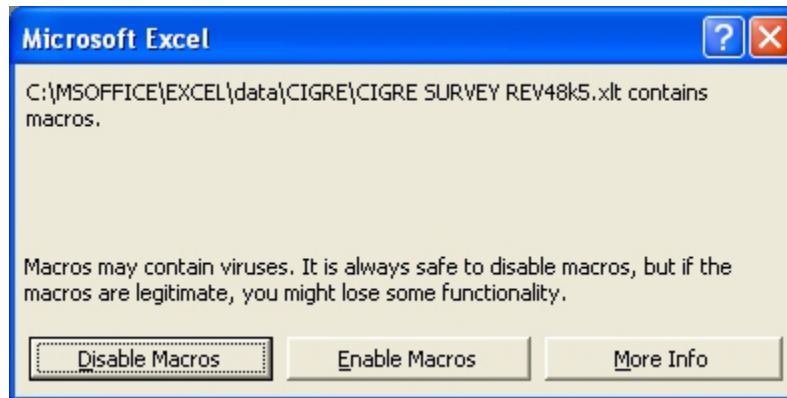 Microsoft Excel
C:\MSOFFICE\EXCEL\data\CIGRE\CIGRE SURVEY REV48k5.xlt contains
macros.
Macros may contain viruses. It is always safe to disable macros, but if the
macros are legitimate, you might lose some functionality.
Disable Macros Enable Macros More Info